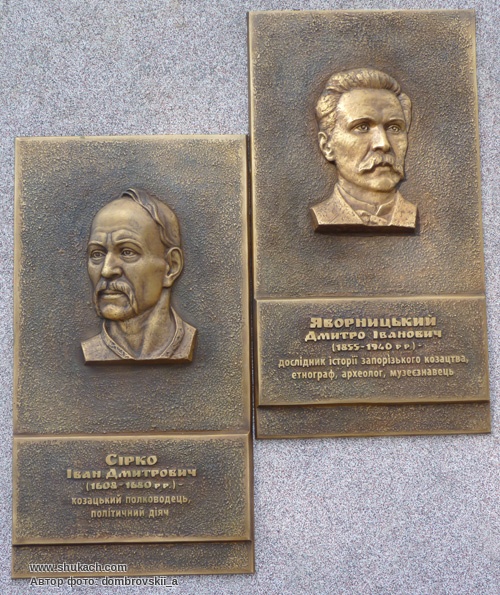 Яворницький
Дмитро Іванович
(1855-1940 р р.) -
дослідник історії запорізького козацтва,
етнограф, археолог, музеєзнавець
Сірко
Іван Дмитрович
(1608-1680 р р.) -
козацький полководець,
політичний діяч
www.shukach.com
Автор фото: dombrovskii_a